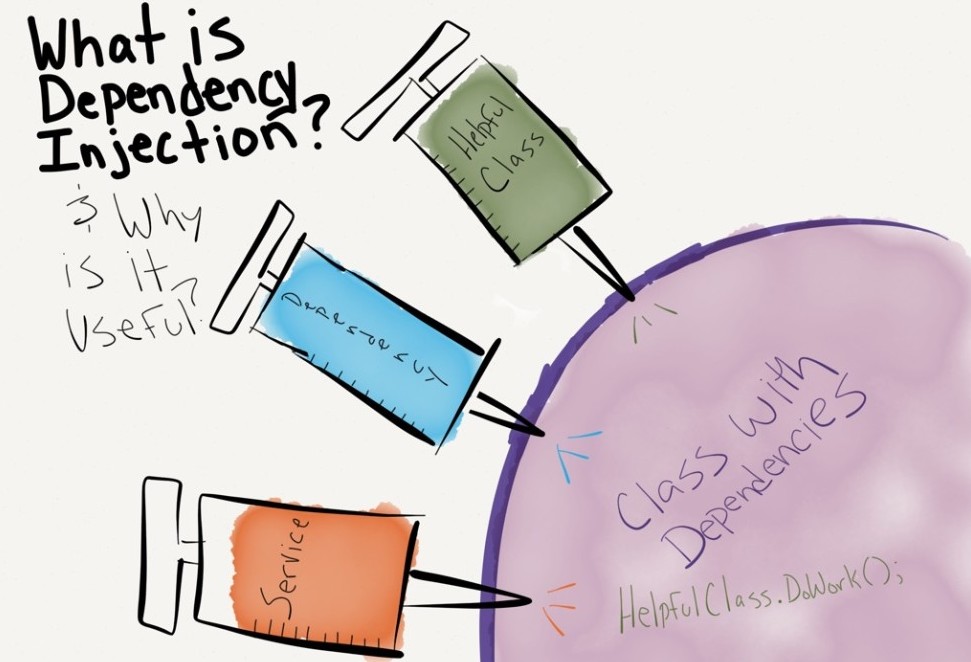 What is
Dependency
Injection?
& Why
is it
Useful?
Helpful
Class
Dependency
Service
Class with
Dependencies
HelpfulClass.DoWork();